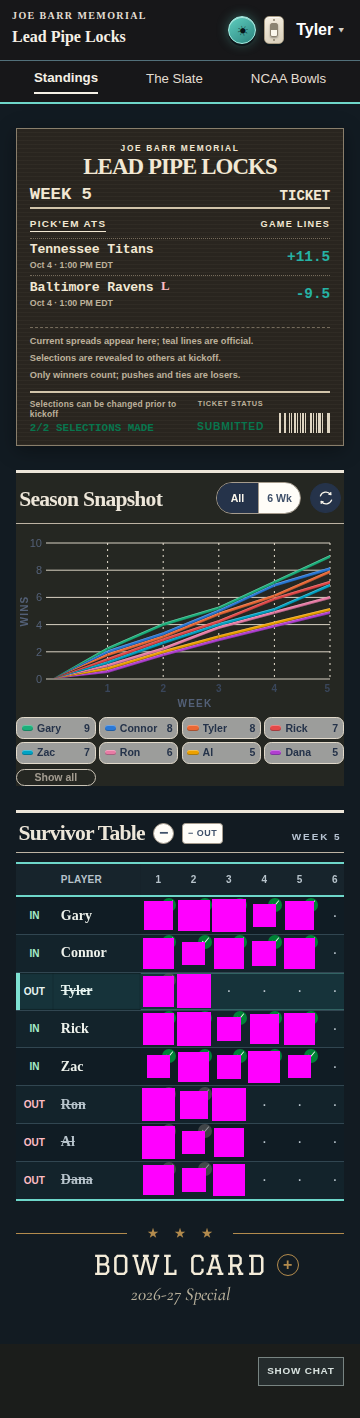 JOE BARR MEMORIAL
Lead Pipe Locks
Tyler
Standings The Slate NCAA Bowls
JOE BARR MEMORIAL
LEAD PIPE LOCKS
WEEK 5 TICKET
PICK'EM ATS GAME LINES
Tennessee Titans +11.5
Oct 4 · 1:00 PM EDT
Baltimore Ravens L -9.5
Oct 4 · 1:00 PM EDT
Current spreads appear here; teal lines are official.
Selections are revealed to others at kickoff.
Only winners count; pushes and ties are losers.
Selections can be changed prior to kickoff
2/2 SELECTIONS MADE
TICKET STATUS
SUBMITTED
Season Snapshot
All 6 Wk
10
8
6
4
2
0
WINS
1 2 3 4 5
WEEK
Gary 9 Connor 8 Tyler 8 Rick 7
Zac 7 Ron 6 Al 5 Dana 5
Show all
Survivor Table − − OUT WEEK 5
PLAYER 1 2 3 4 5 6
IN Gary ·
IN Connor ·
OUT Tyler · · · ·
IN Rick ·
IN Zac ·
OUT Ron · · ·
OUT Al · · ·
OUT Dana · · ·
★ ★ ★
BOWL CARD +
2026-27 Special
SHOW CHAT